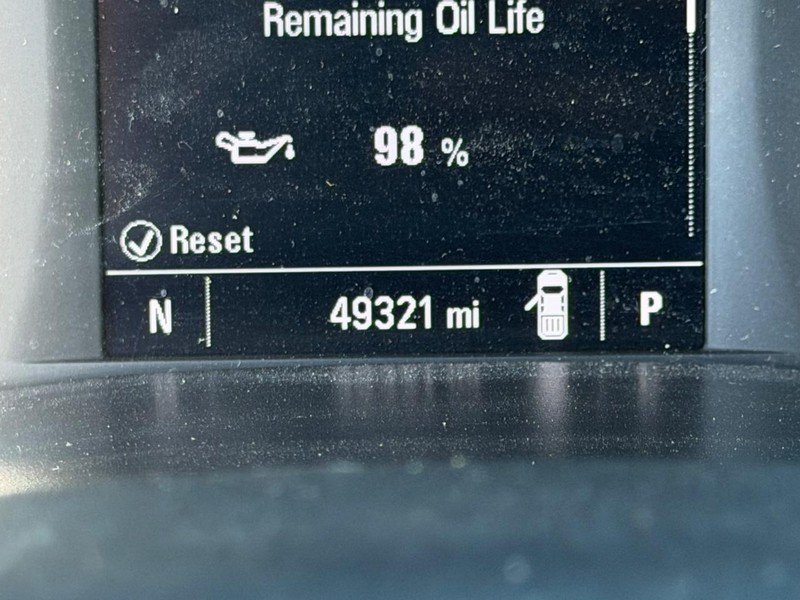 Remaining Oil Life
98 %
Reset
N 49321 mi P